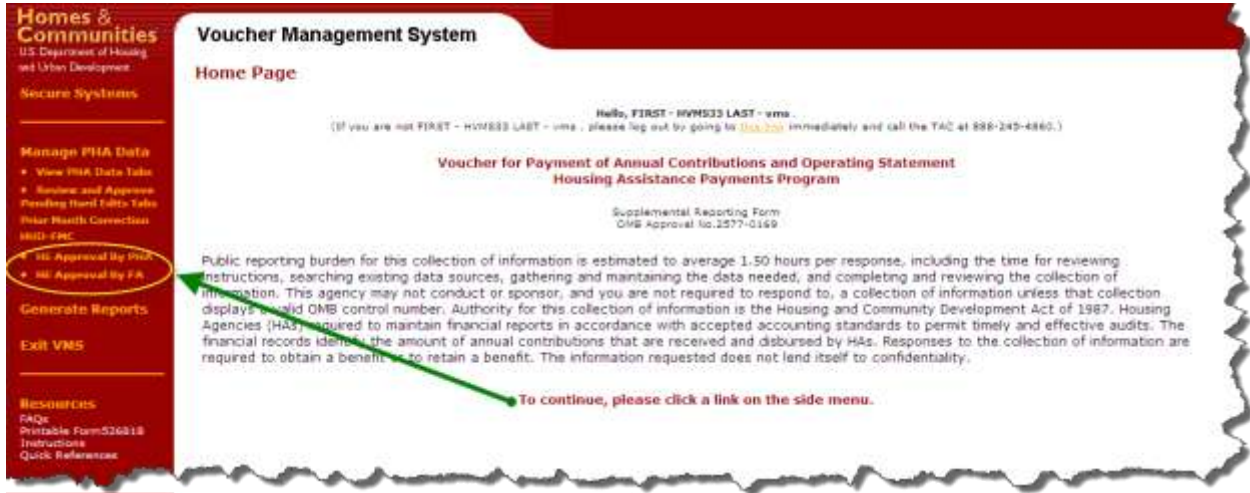 Homes &
Communities
U.S. Department of Housing
and Urban Development
Secure Systems
Manage PHA Data
• View PHA Data Tabs
• Review and Approve
Pending Hard Edits Tabs
Prior Month Correction
HUD-FMC
• HE Approval By PHA
• HE Approval By FA
Generate Reports
Exit VMS
Resources
FAQs
Printable Form52681B
Instructions
Quick References
Voucher Management System
Home Page
Hello, FIRST - HVMS33 LAST - vms .
(If you are not FIRST - HVMS33 LAST - vms , please log out by going to immediately and call the TAC at 888-245-4860.)
Voucher for Payment of Annual Contributions and Operating Statement
Housing Assistance Payments Program
Supplemental Reporting Form
OMB Approval No.2577-0169
Public reporting burden for this collection of information is estimated to average 1.50 hours per response, including the time for reviewing
instructions, searching existing data sources, gathering and maintaining the data needed, and completing and reviewing the collection of
information. This agency may not conduct or sponsor, and you are not required to respond to, a collection of information unless that collection
displays a valid OMB control number. Authority for this collection of information is the Housing and Community Development Act of 1987. Housing
Agencies (HAs) required to maintain financial reports in accordance with accepted accounting standards to permit timely and effective audits. The
financial records identify the amount of annual contributions that are received and disbursed by HAs. Responses to the collection of information are
required to obtain a benefit or to retain a benefit. The information requested does not lend itself to confidentiality.
To continue, please click a link on the side menu.